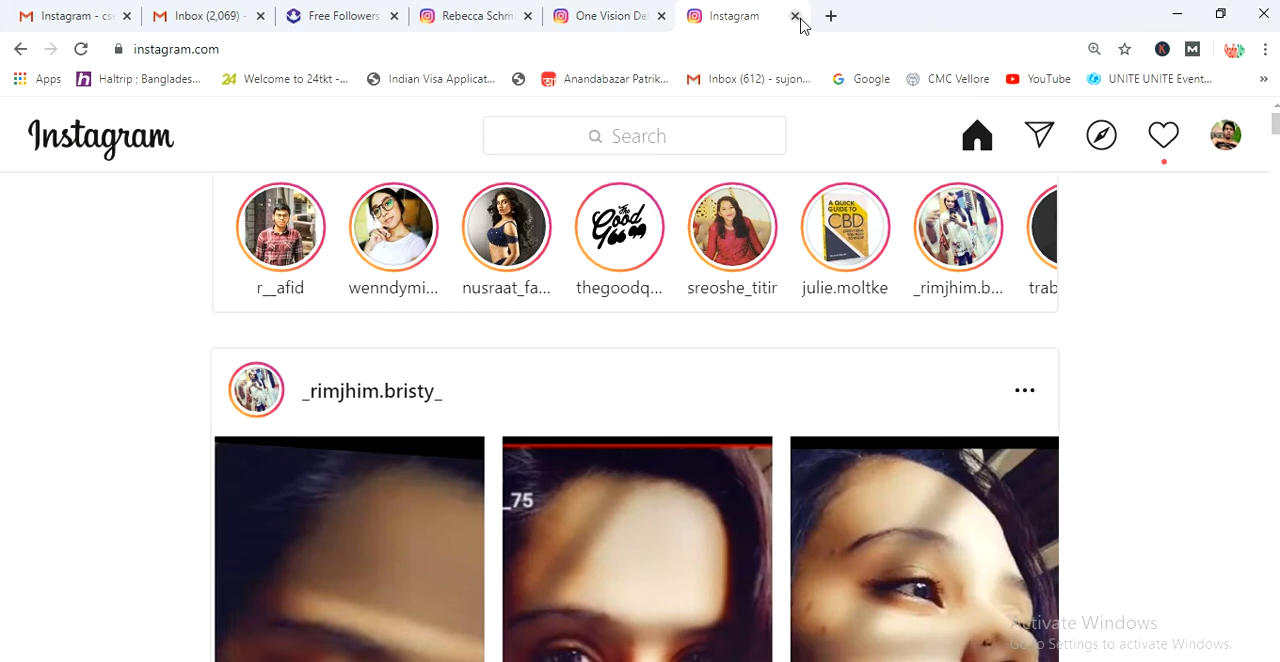 Instagram - cs
Inbox (2,069) -
Free Followers
Rebecca Schm
One Vision De
Instagram
instagram.com
Apps
Haltrip ; Banglades...
24 Welcome to 24tkt -...
Indian Visa Applicat...
Anandabazar Patrik...
Inbox (612) - sujon...
Google
CMC Vellore
YouTube
UNITE UNITE Event...
Instagram
Search
A QUICK GUIDE TO CBD
The Good
r__afid
wenndymi...
nusraat_fa...
thegoodq...
sreoshe_titir
julie.moltke
_rimjhim.b...
trab
_rimjhim.bristy_
_75
Activate Windows
Go to Settings to activate Windows.